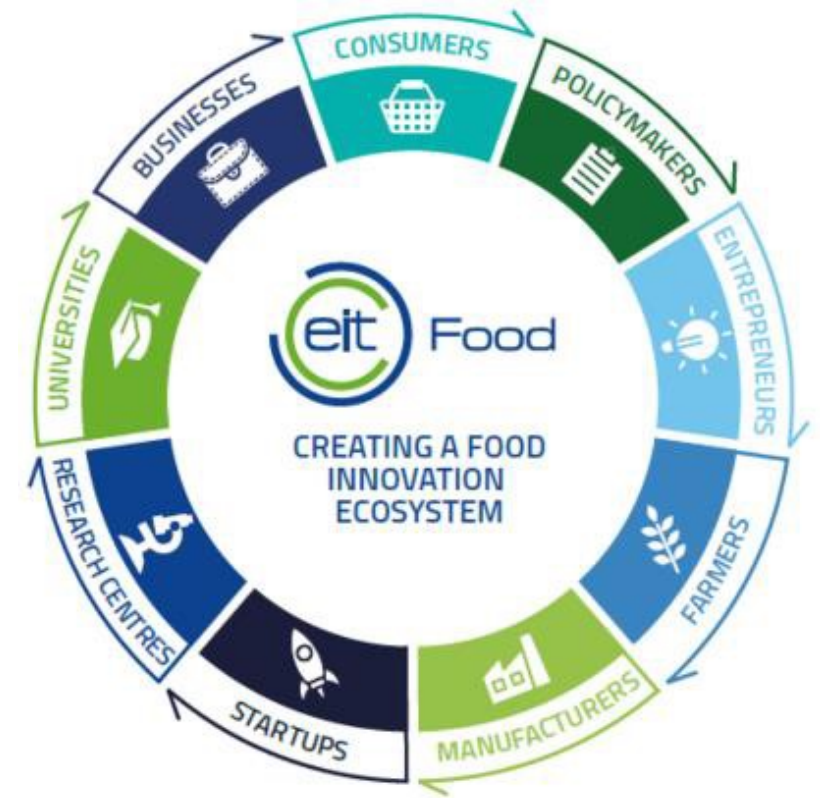 CONSUMERS
POLICYMAKERS
ENTREPRENEURS
FARMERS
MANUFACTURERS
STARTUPS
RESEARCH CENTRES
UNIVERSITIES
BUSINESSES
eit Food
CREATING A FOOD
INNOVATION
ECOSYSTEM